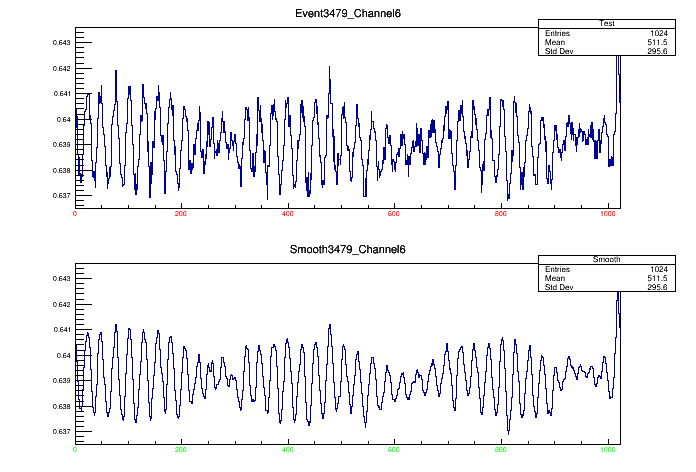 Event3479_Channel6
Test
Entries 1024
Mean 511.5
Std Dev 295.6
0.643
0.642
0.641
0.64
0.639
0.638
0.637
0 200 400 600 800 1000
Smooth3479_Channel6
Smooth
Entries 1024
Mean 511.5
Std Dev 295.6
0.643
0.642
0.641
0.64
0.639
0.638
0.637
0 200 400 600 800 1000